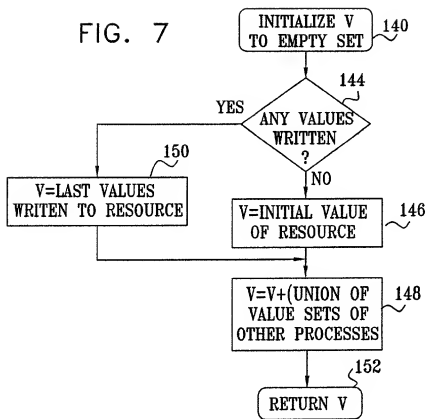 FIG. 7
INITIALIZE V
TO EMPTY SET
140
144
YES
ANY VALUES
WRITTEN
?
150
NO
V=LAST VALUES
WRITEN TO RESOURCE
V=INITIAL VALUE
OF RESOURCE
146
V=V+(UNION OF
VALUE SETS OF
OTHER PROCESSES
148
152
RETURN V